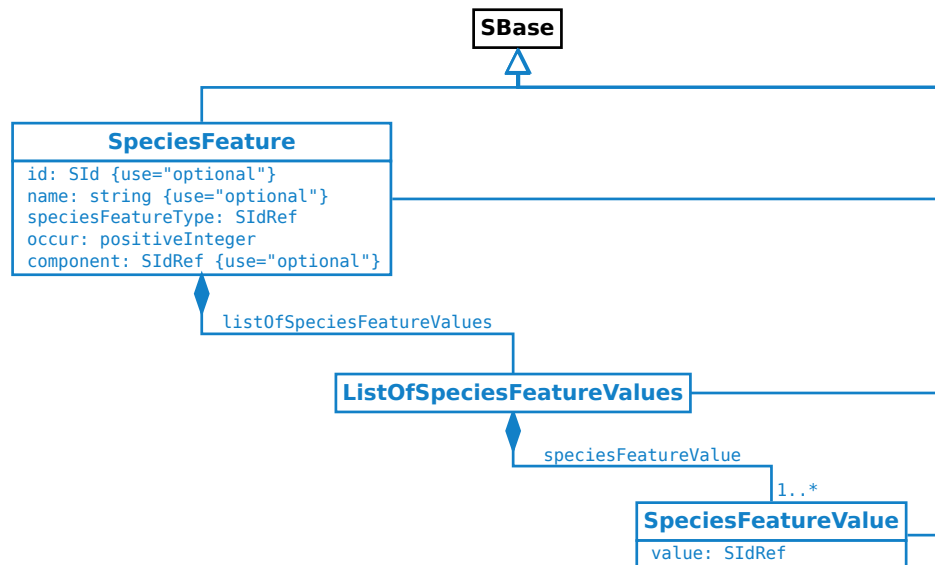 SBase
SpeciesFeature
id: SId {use="optional"}
name: string {use="optional"}
speciesFeatureType: SIdRef
occur: positiveInteger
component: SIdRef {use="optional"}
listOfSpeciesFeatureValues
ListOfSpeciesFeatureValues
speciesFeatureValue
1..*
SpeciesFeatureValue
value: SIdRef